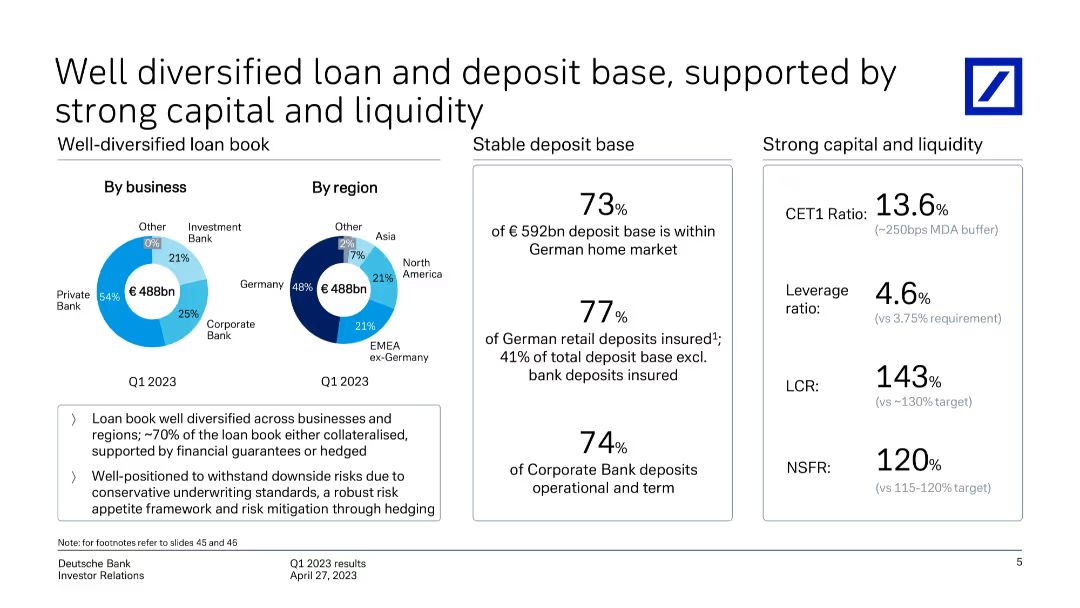 Well diversified loan and deposit base, supported by
strong capital and liquidity
Well-diversified loan book
By business
Other
0%
Investment
Bank
21%
Private
Bank
54%
€ 488bn
25%
Corporate
Bank
Q1 2023
By region
Other
2%
Asia
7%
North
America
21%
Germany
48%
€ 488bn
21%
EMEA
ex-Germany
Q1 2023
〉 Loan book well diversified across businesses and
regions; ~70% of the loan book either collateralised,
supported by financial guarantees or hedged
〉 Well-positioned to withstand downside risks due to
conservative underwriting standards, a robust risk
appetite framework and risk mitigation through hedging
Stable deposit base
73%
of € 592bn deposit base is within
German home market
77%
of German retail deposits insured¹;
41% of total deposit base excl.
bank deposits insured
74%
of Corporate Bank deposits
operational and term
Strong capital and liquidity
CET1 Ratio: 13.6%
(~250bps MDA buffer)
Leverage
ratio:
4.6%
(vs 3.75% requirement)
LCR: 143%
(vs ~130% target)
NSFR: 120%
(vs 115-120% target)
Note: for footnotes refer to slides 45 and 46
Deutsche Bank
Investor Relations
Q1 2023 results
April 27, 2023
5